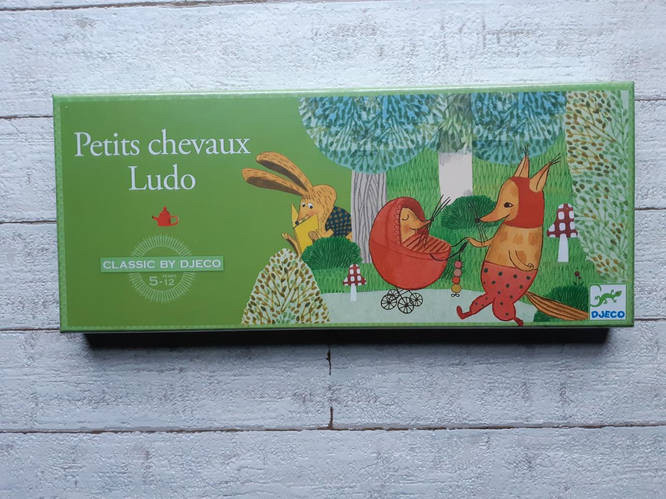 Petits chevaux
Ludo
CLASSIC BY DJECO
5-12
DJECO